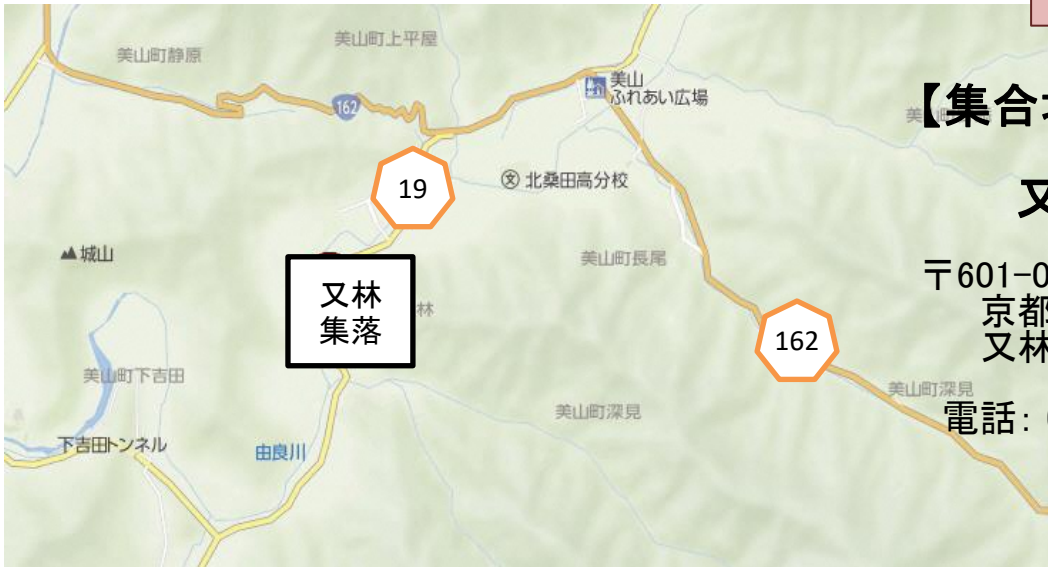 美山町静原
美山町上平屋
162
美山
ふれあい広場
【集合
19
北桑田高分校
又
城山
美山町長尾
〒601-0
京都
又林
又林
集落
林
162
美山町下吉田
美山町深見
美山町深見
電話:
下吉田トンネル
由良川